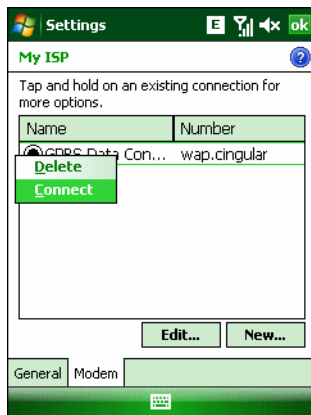 Settings E ok
My ISP ?
Tap and hold on an existing connection for
more options.
Name Number
GPRS Data Con... wap.cingular
Delete
Connect
Edit... New...
General Modem